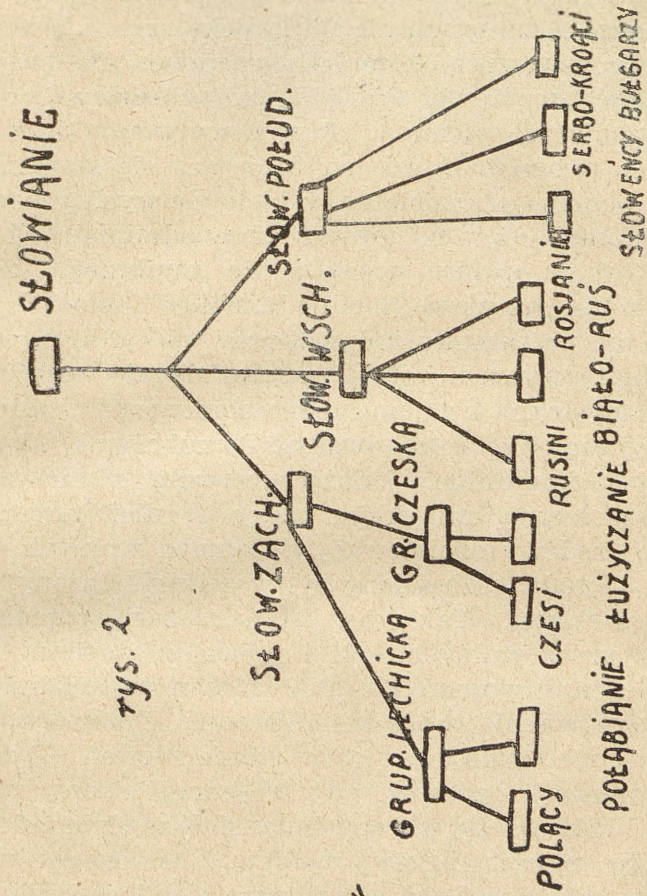 rys. 2
SŁOWIANIE
SŁOW. ZACH.
SŁOW. WSCH.
SŁOW. POŁUD.
GRUP. LECHICKA
GR. CZESKA
POLACY
CZESI
RUSINI
ROSJANIE
SERBO-KROACI
POŁABIANIE
ŁUŻYCZANIE
BIAŁO-RUŚ
SŁOWEŃCY
BUŁGARZY